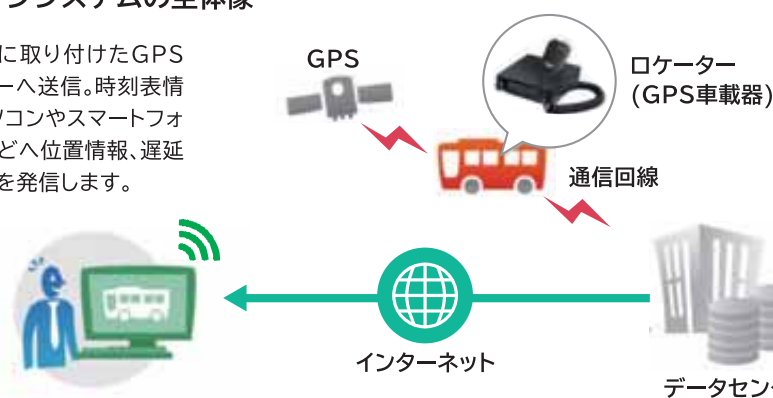 システムの全体像
に取り付けたGPS
ーへ送信。時刻表情
ソコンやスマートフォ
どへ位置情報、遅延
を発信します。
GPS
ロケーター
(GPS車載器)
通信回線
インターネット
データセン